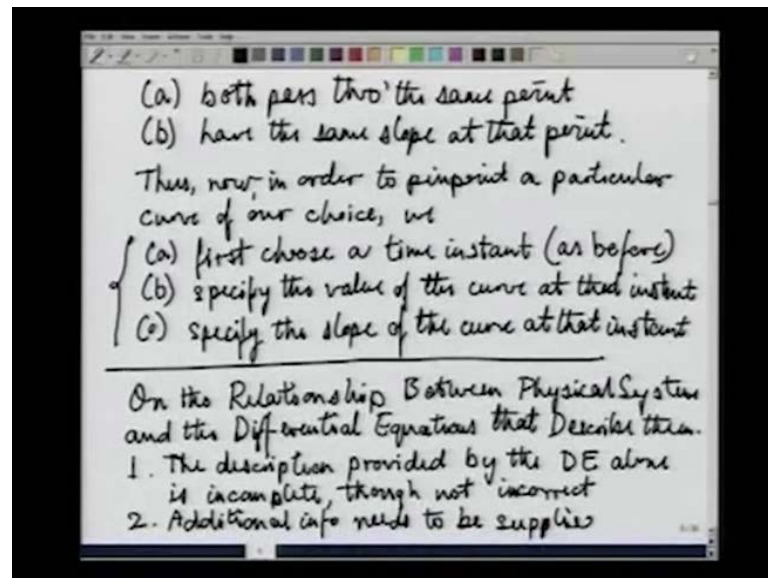 (a) both pass thro' the same point
(b) have the same slope at that point.
Thus, now, in order to pinpoint a particular
curve of our choice, we
(a) first choose a time instant (as before)
(b) specify the value of the curve at that instant
(c) specify the slope of the curve at that instant
On the Relationship Between Physical System
and the Differential Equations that Describe them.
1. The description provided by the DE alone
is incomplete, though not incorrect
2. Additional info needs to be supplie